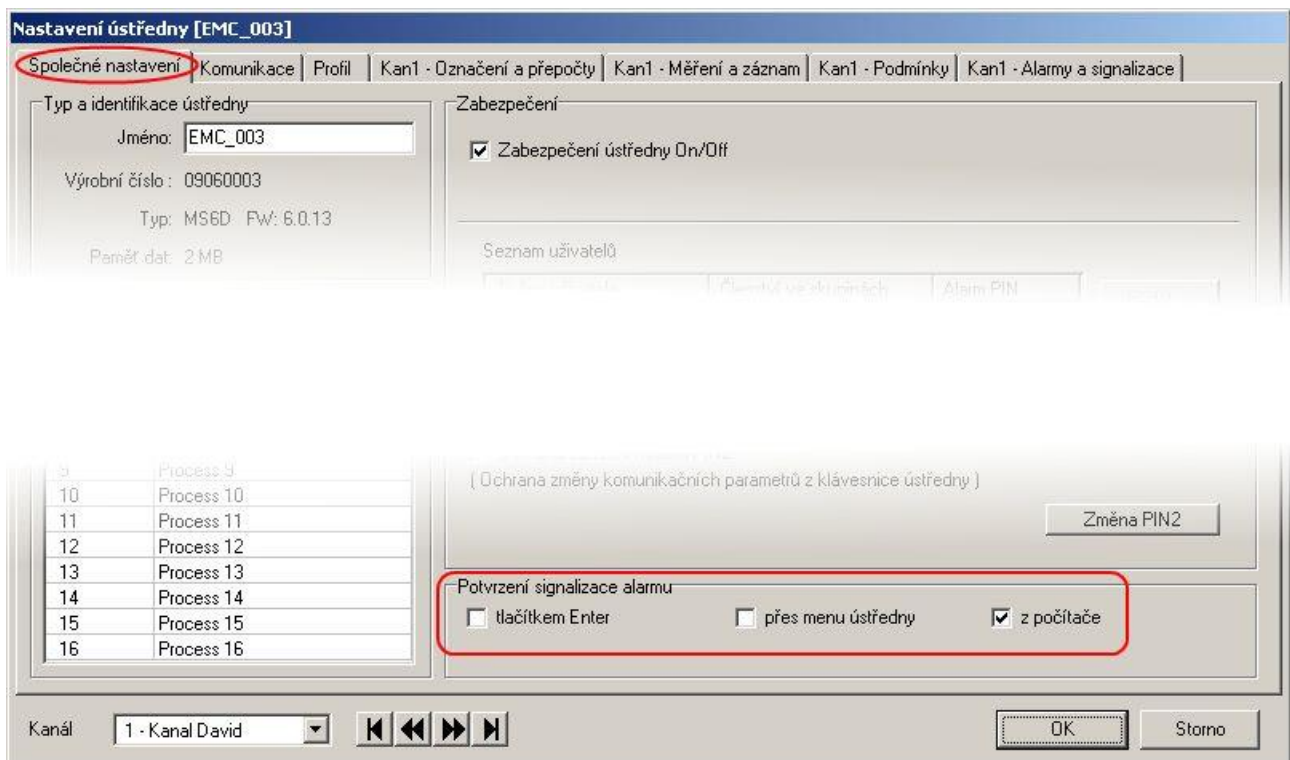 Nastavení ústředny [EMC_003]
Společné nastavení Komunikace Profil Kan1 - Označení a přepočty Kan1 - Měření a záznam Kan1 - Podmínky Kan1 - Alarmy a signalizace
Typ a identifikace ústředny
Jméno: EMC_003
Výrobní číslo : 09060003
Typ: MS6D FW: 6.0.13
Paměť dat: 2 MB
Zabezpečení
Zabezpečení ústředny On/Off
Seznam uživatelů
Členství ve skupinách Alarm PIN
9 Process 9
10 Process 10
11 Process 11
12 Process 12
13 Process 13
14 Process 14
15 Process 15
16 Process 16
( Ochrana změny komunikačních parametrů z klávesnice ústředny )
Změna PIN2
Potvrzení signalizace alarmu
tlačítkem Enter přes menu ústředny z počítače
Kanál 1 - Kanal David
OK Storno